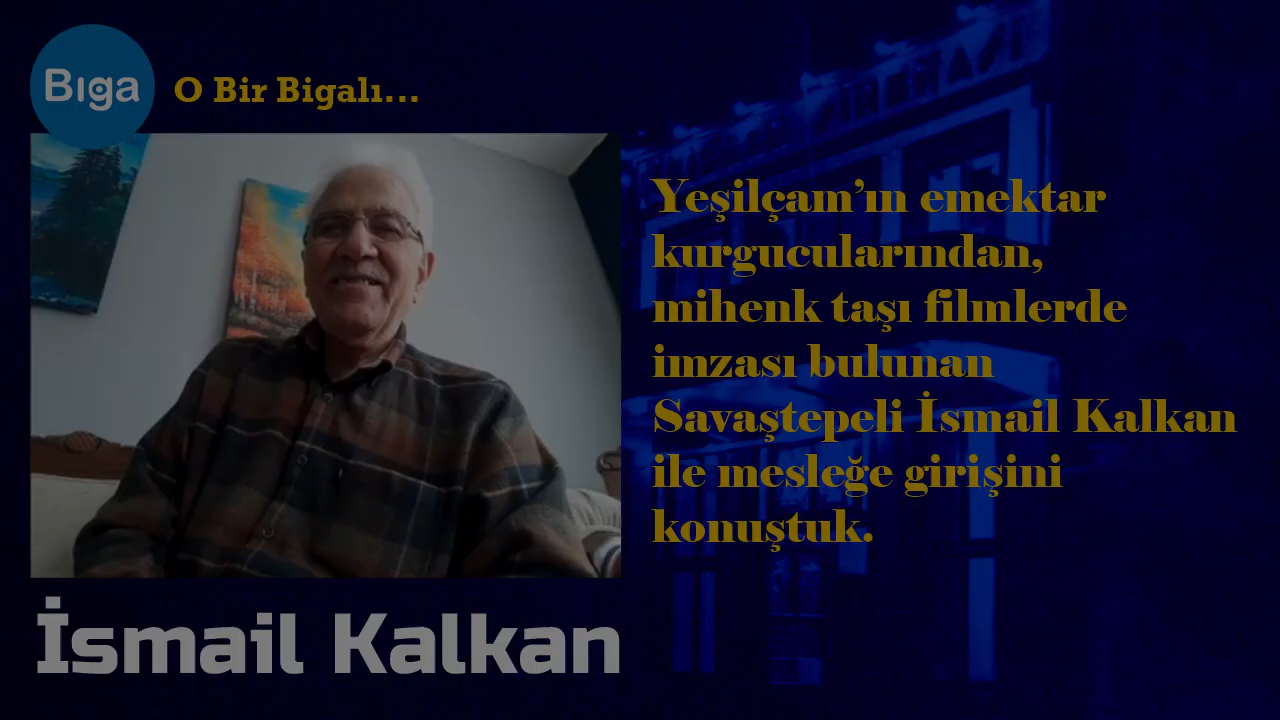 Bıga
O Bir Bigalı...
Yeşilçam’ın emektar
kurgucularından,
mihenk taşı filmlerde
imzası bulunan
Savaştepeli İsmail Kalkan
ile mesleğe girişini
konuştuk.
İsmail Kalkan